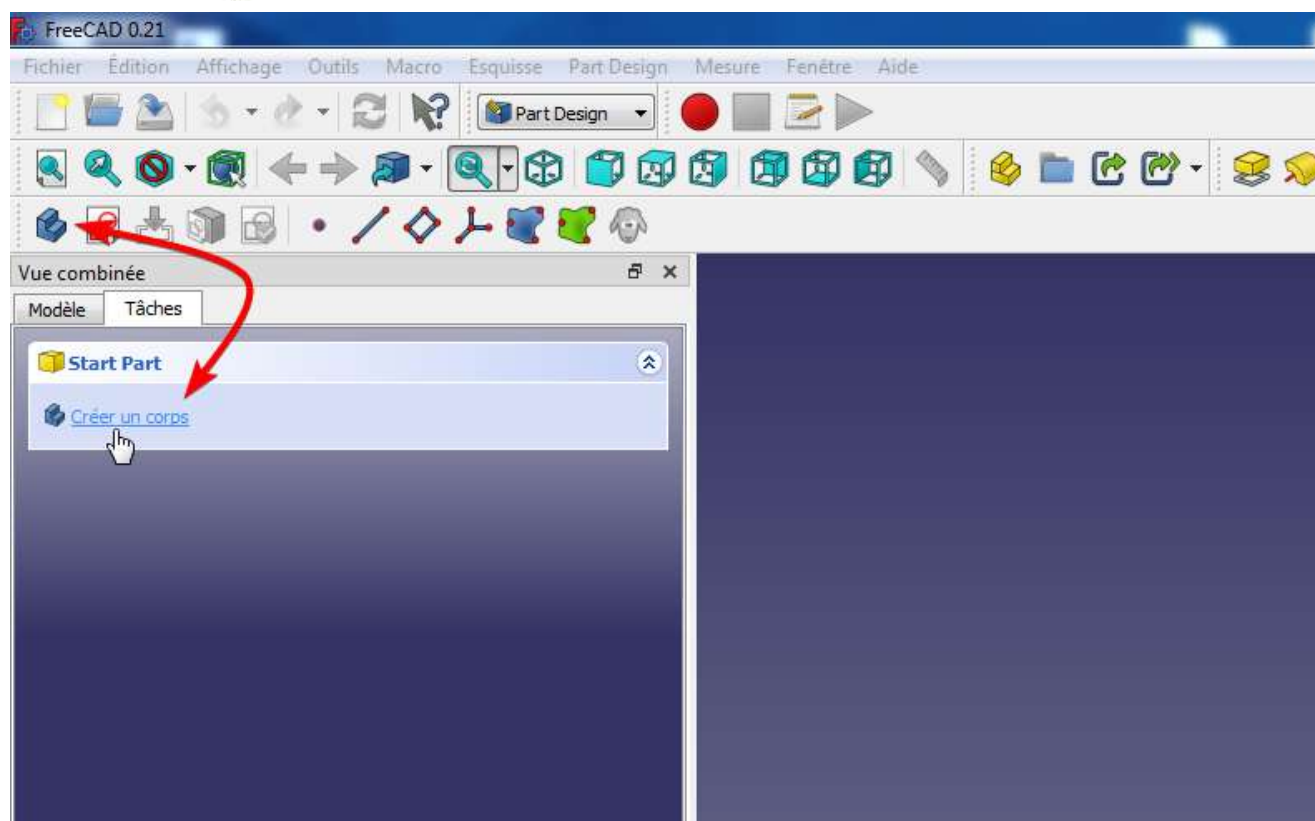 FreeCAD 0.21
Fichier Édition Affichage Outils Macro Esquisse Part Design Mesure Fenêtre Aide
Part Design
Vue combinée
Modèle Tâches
Start Part
Créer un corps